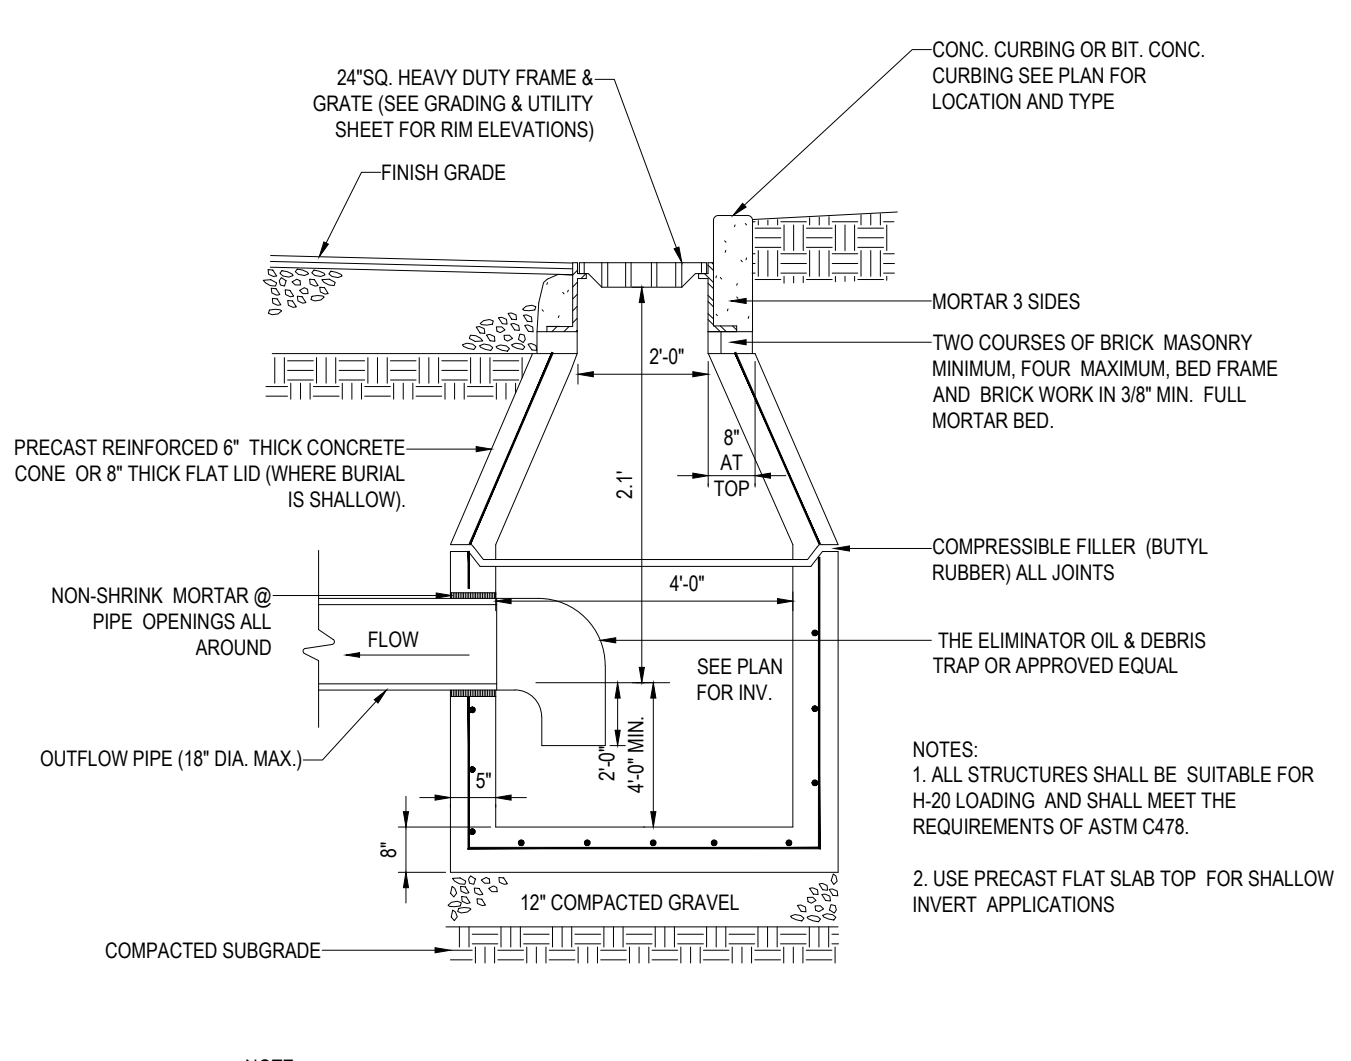 CONC. CURBING OR BIT. CONC.
CURBING SEE PLAN FOR
LOCATION AND TYPE
24"SQ. HEAVY DUTY FRAME &
GRATE (SEE GRADING & UTILITY
SHEET FOR RIM ELEVATIONS)
FINISH GRADE
MORTAR 3 SIDES
TWO COURSES OF BRICK MASONRY
MINIMUM, FOUR MAXIMUM, BED FRAME
AND BRICK WORK IN 3/8" MIN. FULL
MORTAR BED.
2'-0"
8"
AT
TOP
2.1'
PRECAST REINFORCED 6" THICK CONCRETE
CONE OR 8" THICK FLAT LID (WHERE BURIAL
IS SHALLOW).
COMPRESSIBLE FILLER (BUTYL
RUBBER) ALL JOINTS
4'-0"
NON-SHRINK MORTAR @
PIPE OPENINGS ALL
AROUND
FLOW
THE ELIMINATOR OIL & DEBRIS
TRAP OR APPROVED EQUAL
SEE PLAN
FOR INV.
OUTFLOW PIPE (18" DIA. MAX.)
2'-0"
4'-0" MIN.
5"
8"
NOTES:
1. ALL STRUCTURES SHALL BE SUITABLE FOR
H-20 LOADING AND SHALL MEET THE
REQUIREMENTS OF ASTM C478.
2. USE PRECAST FLAT SLAB TOP FOR SHALLOW
INVERT APPLICATIONS
12" COMPACTED GRAVEL
COMPACTED SUBGRADE